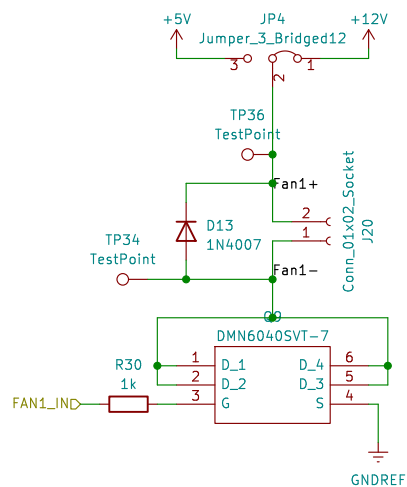 +5V
JP4
+12V
Jumper_3_Bridged12
3
2
1
TP36
TestPoint
Fan1+
Conn_01x02_Socket
J20
2
1
D13
1N4007
TP34
TestPoint
Fan1-
DMN6040SVT-7
1 D_1 D_4 6
2 D_2 D_3 5
3 G S 4
R30
1k
FAN1_IN
GNDREF